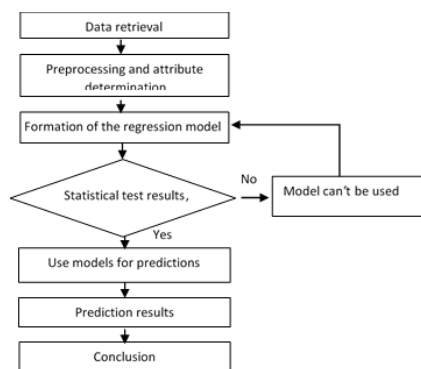 Data retrieval
Preprocessing and attribute
determination
Formation of the regression model
No
Statistical test results,
Model can't be used
Yes
Use models for predictions
Prediction results
Conclusion